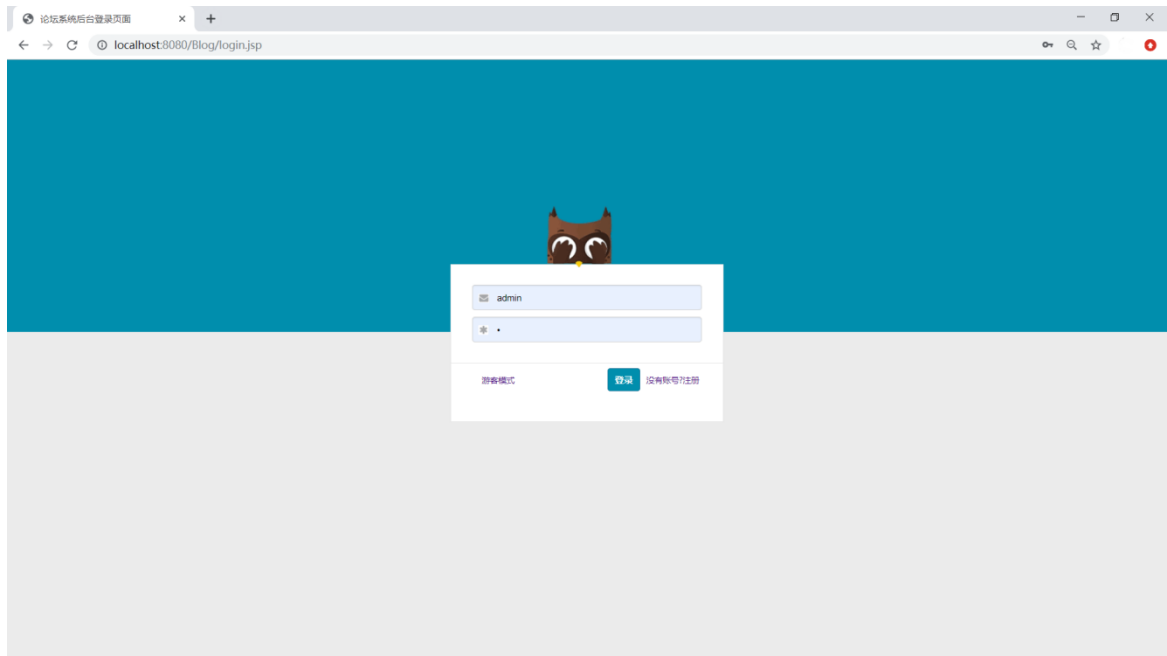 论坛系统后台登录页面
localhost:8080/Blog/login.jsp
admin
•
游客模式 登录 没有账号?注册